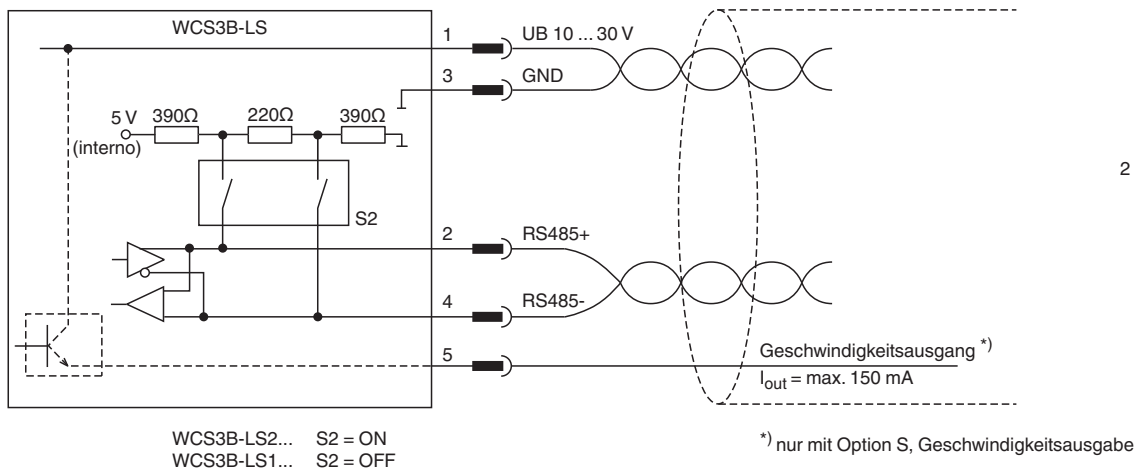 WCS3B-LS
1
UB 10 ... 30 V
3
GND
5 V
390Ω
220Ω
390Ω
(interno)
2
S2
2
RS485+
4
RS485-
5
Geschwindigkeitsausgang *)
Iout = max. 150 mA
WCS3B-LS2... S2 = ON
WCS3B-LS1... S2 = OFF
*) nur mit Option S, Geschwindigkeitsausgabe